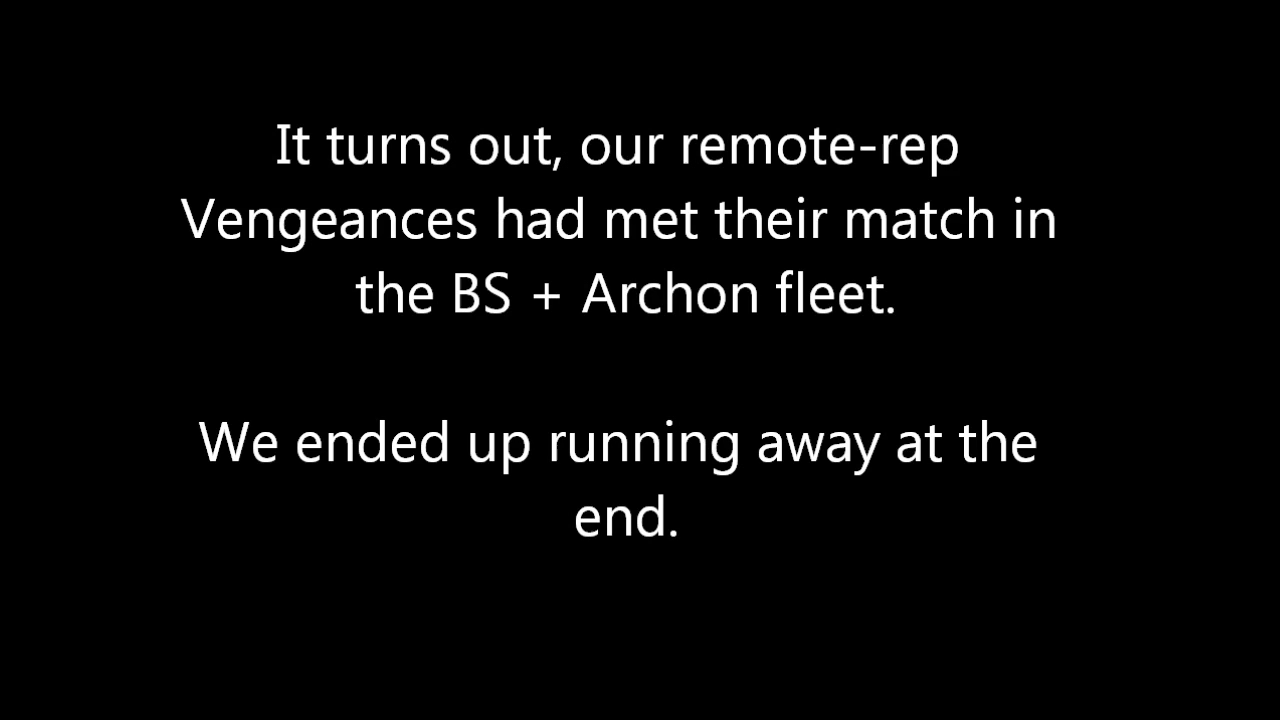 It turns out, our remote-rep
Vengeances had met their match in
the BS + Archon fleet.
We ended up running away at the
end.